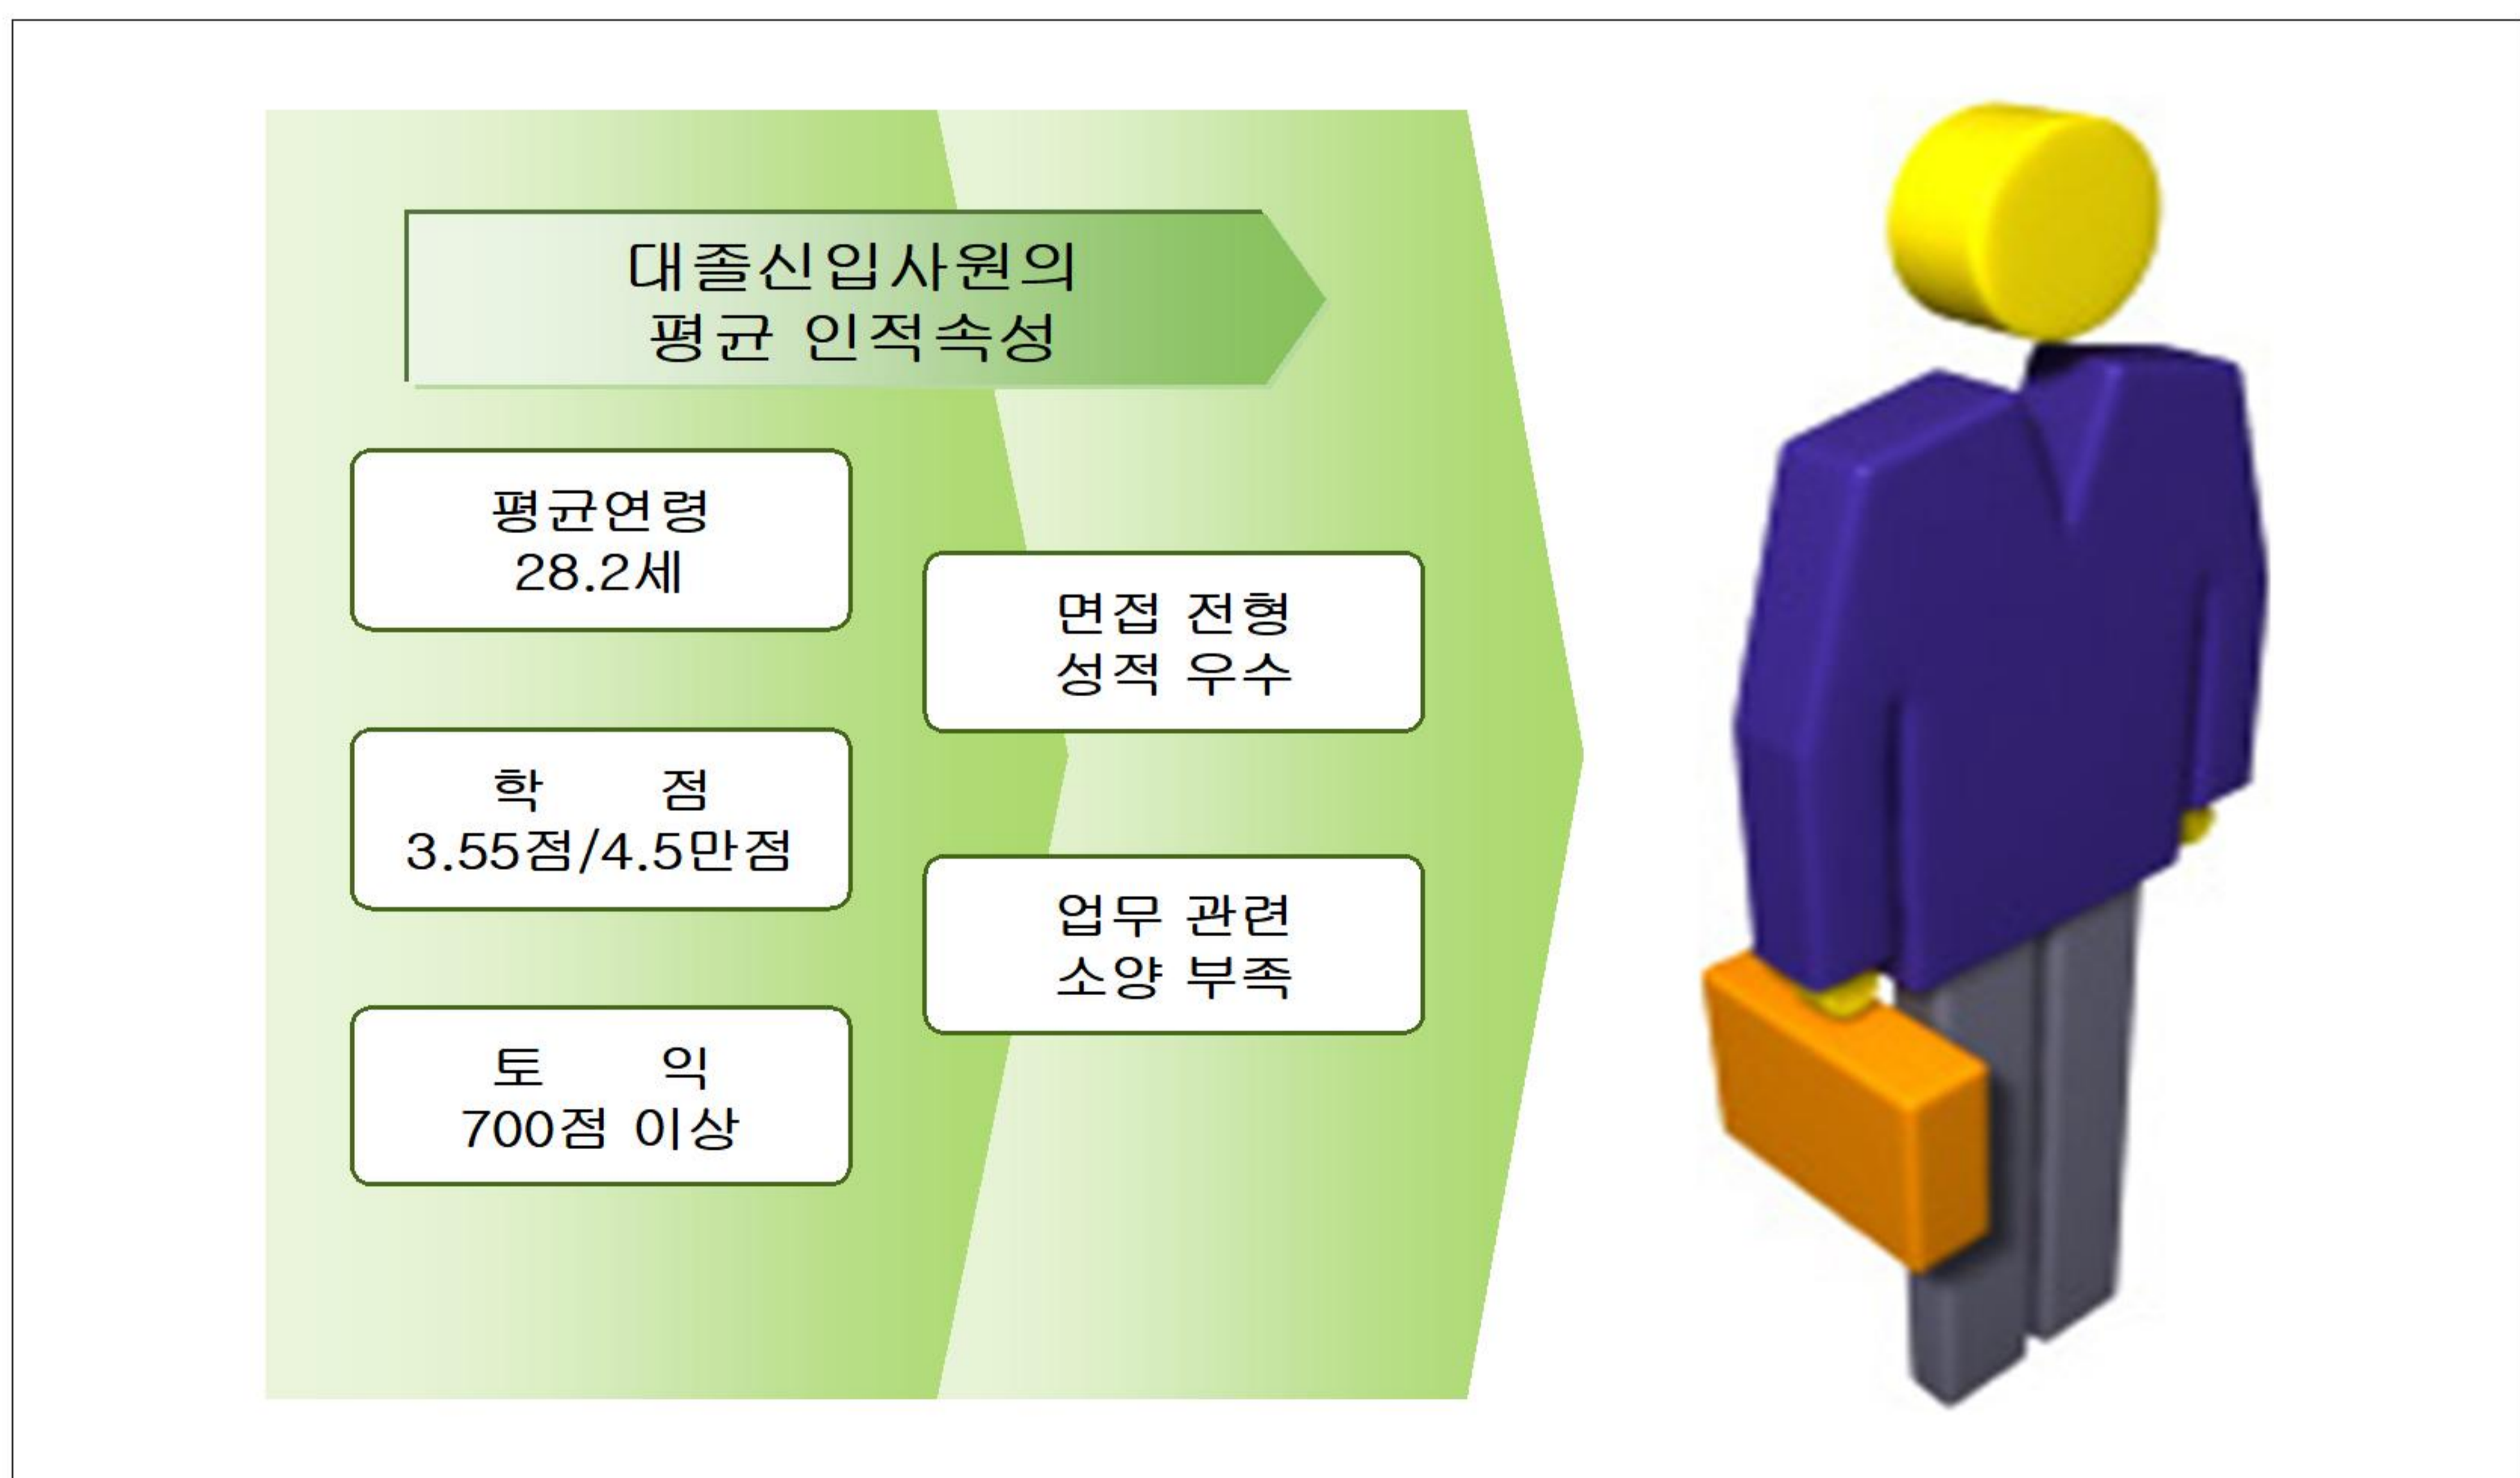 대졸신입사원의
평균 인적속성
평균연령
28.2세
학 점
3.55점/4.5만점
토 익
700점 이상
면접 전형
성적 우수
업무 관련
소양 부족